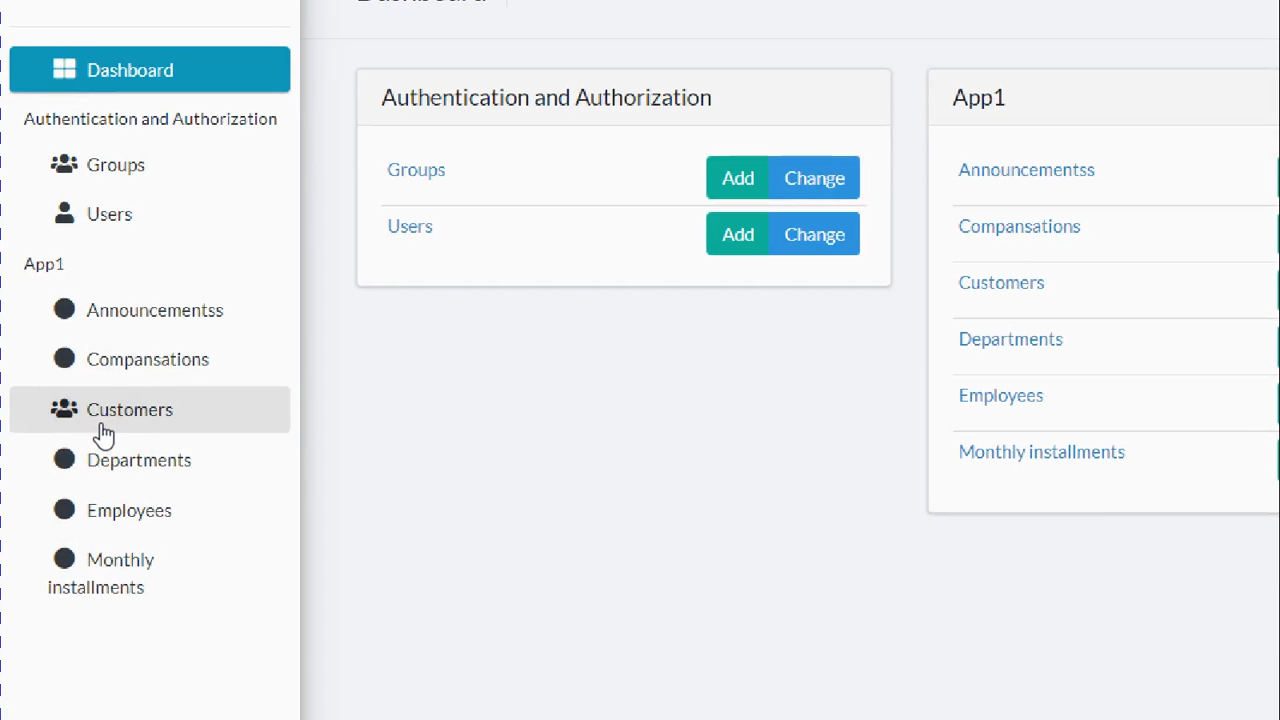 Dashboard
Dashboard
Authentication and Authorization
Groups
Users
App1
Announcementss
Compansations
Customers
Departments
Employees
Monthly
installments
Authentication and Authorization
Groups Add Change
Users Add Change
App1
Announcementss
Compansations
Customers
Departments
Employees
Monthly installments